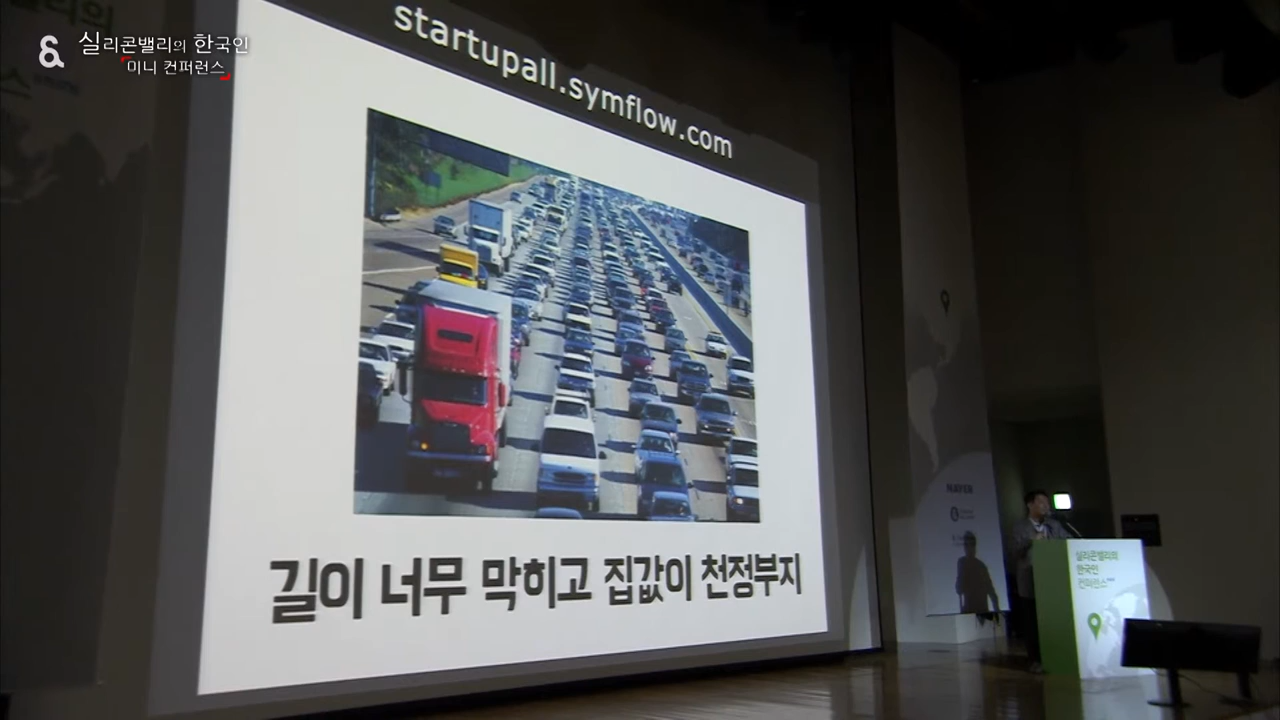 실리콘밸리의 한국인
미니 컨퍼런스
startupall.symflow.com
길이 너무 막히고 집값이 천정부지
NAVER
실리콘밸리의
한국인
컨퍼런스